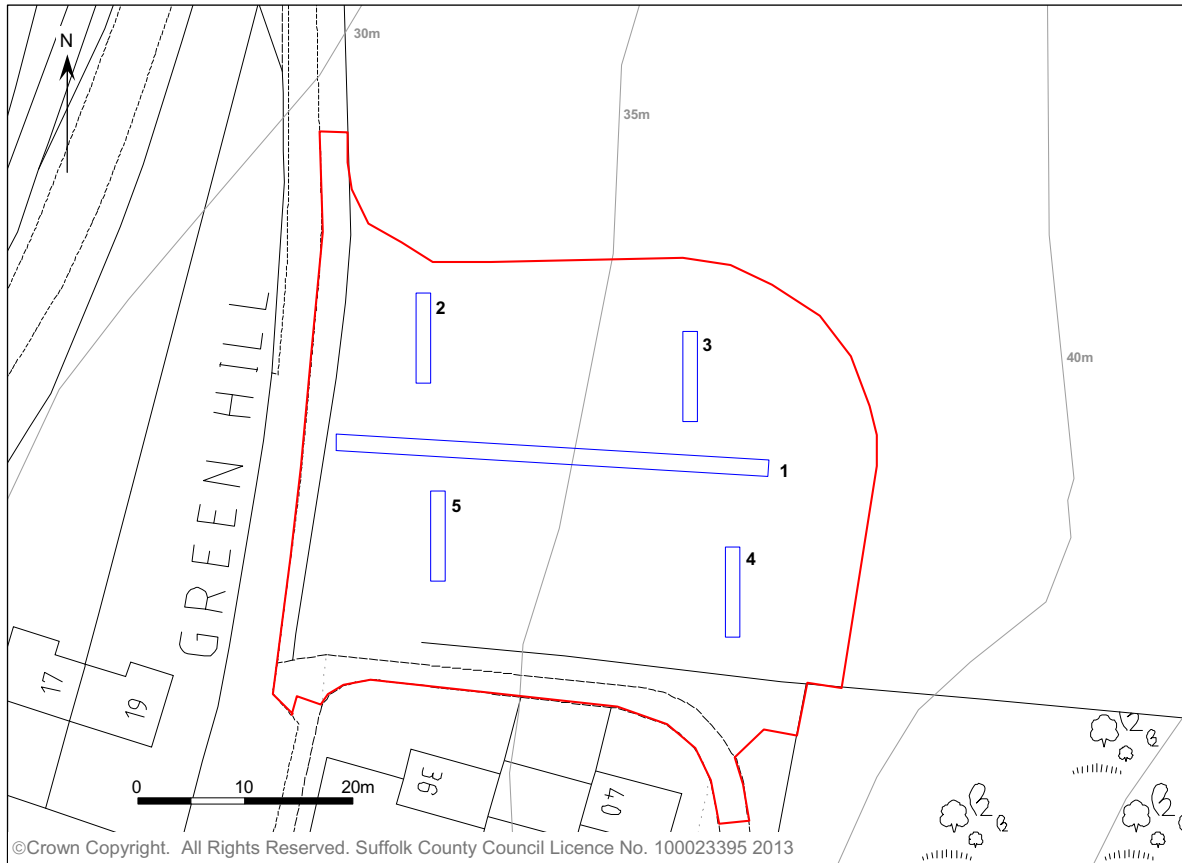 N
30m
35m
40m
GREEN HILL
2
3
1
5
4
17
19
36
40
0 10 20m
©Crown Copyright. All Rights Reserved. Suffolk County Council Licence No. 100023395 2013